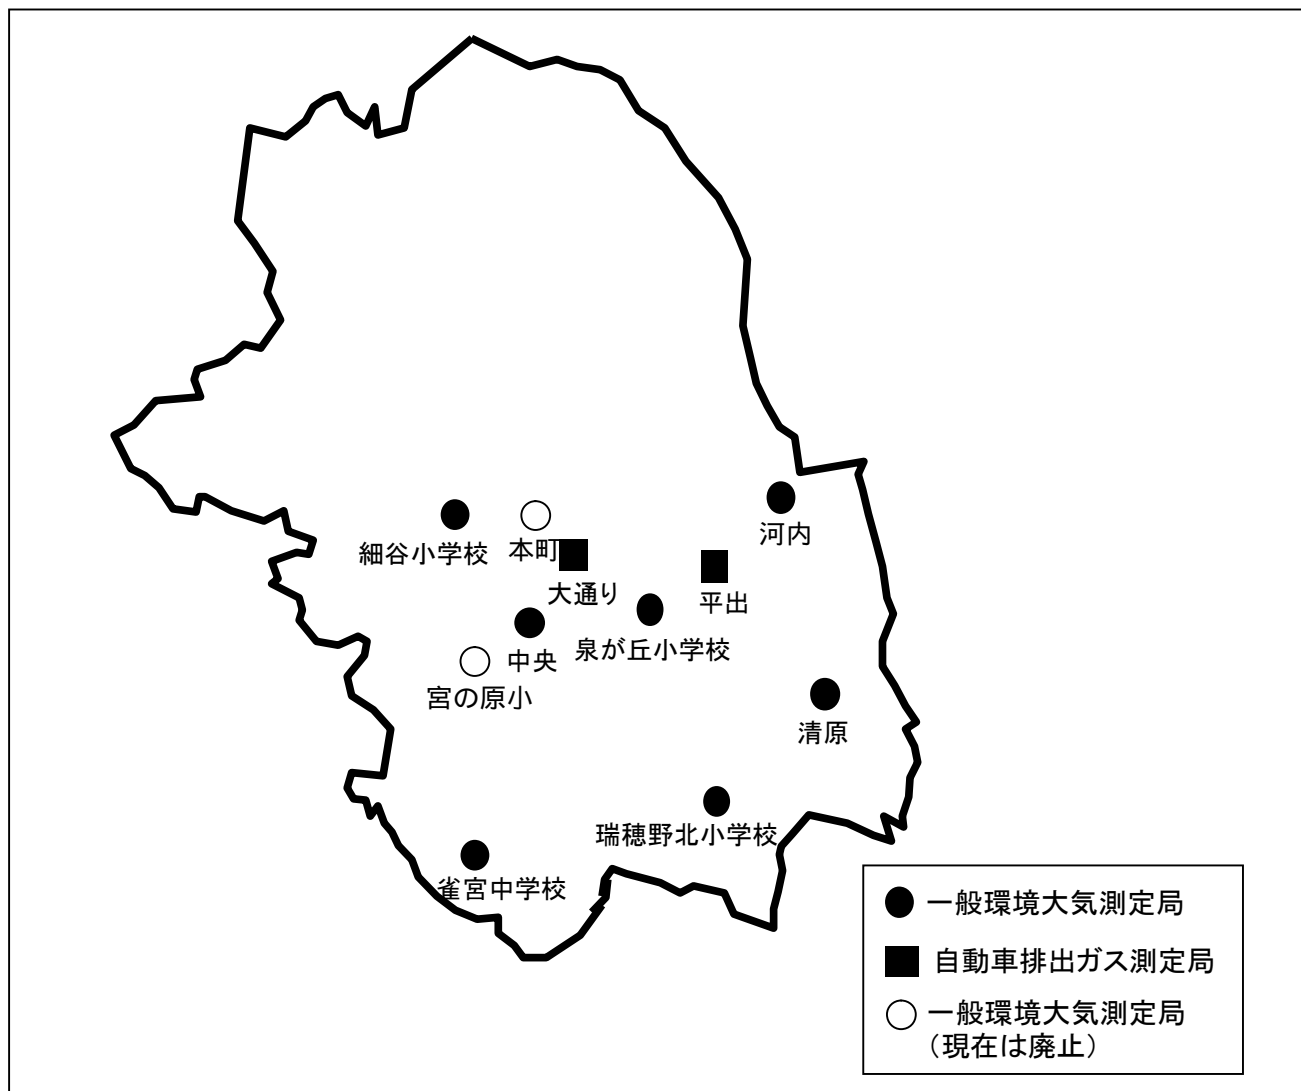 河内
細谷小学校
本町
大通り
平出
泉が丘小学校
中央
宮の原小
清原
瑞穂野北小学校
雀宮中学校
一般環境大気測定局
自動車排出ガス測定局
一般環境大気測定局
（現在は廃止）